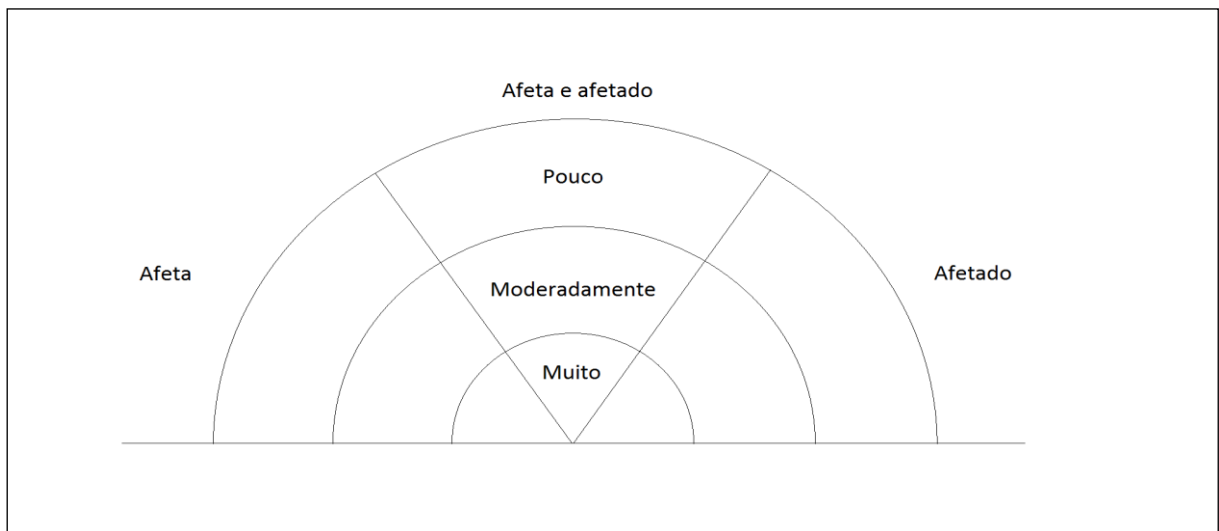 Afeta e afetado
Pouco
Afeta
Afetado
Moderadamente
Muito